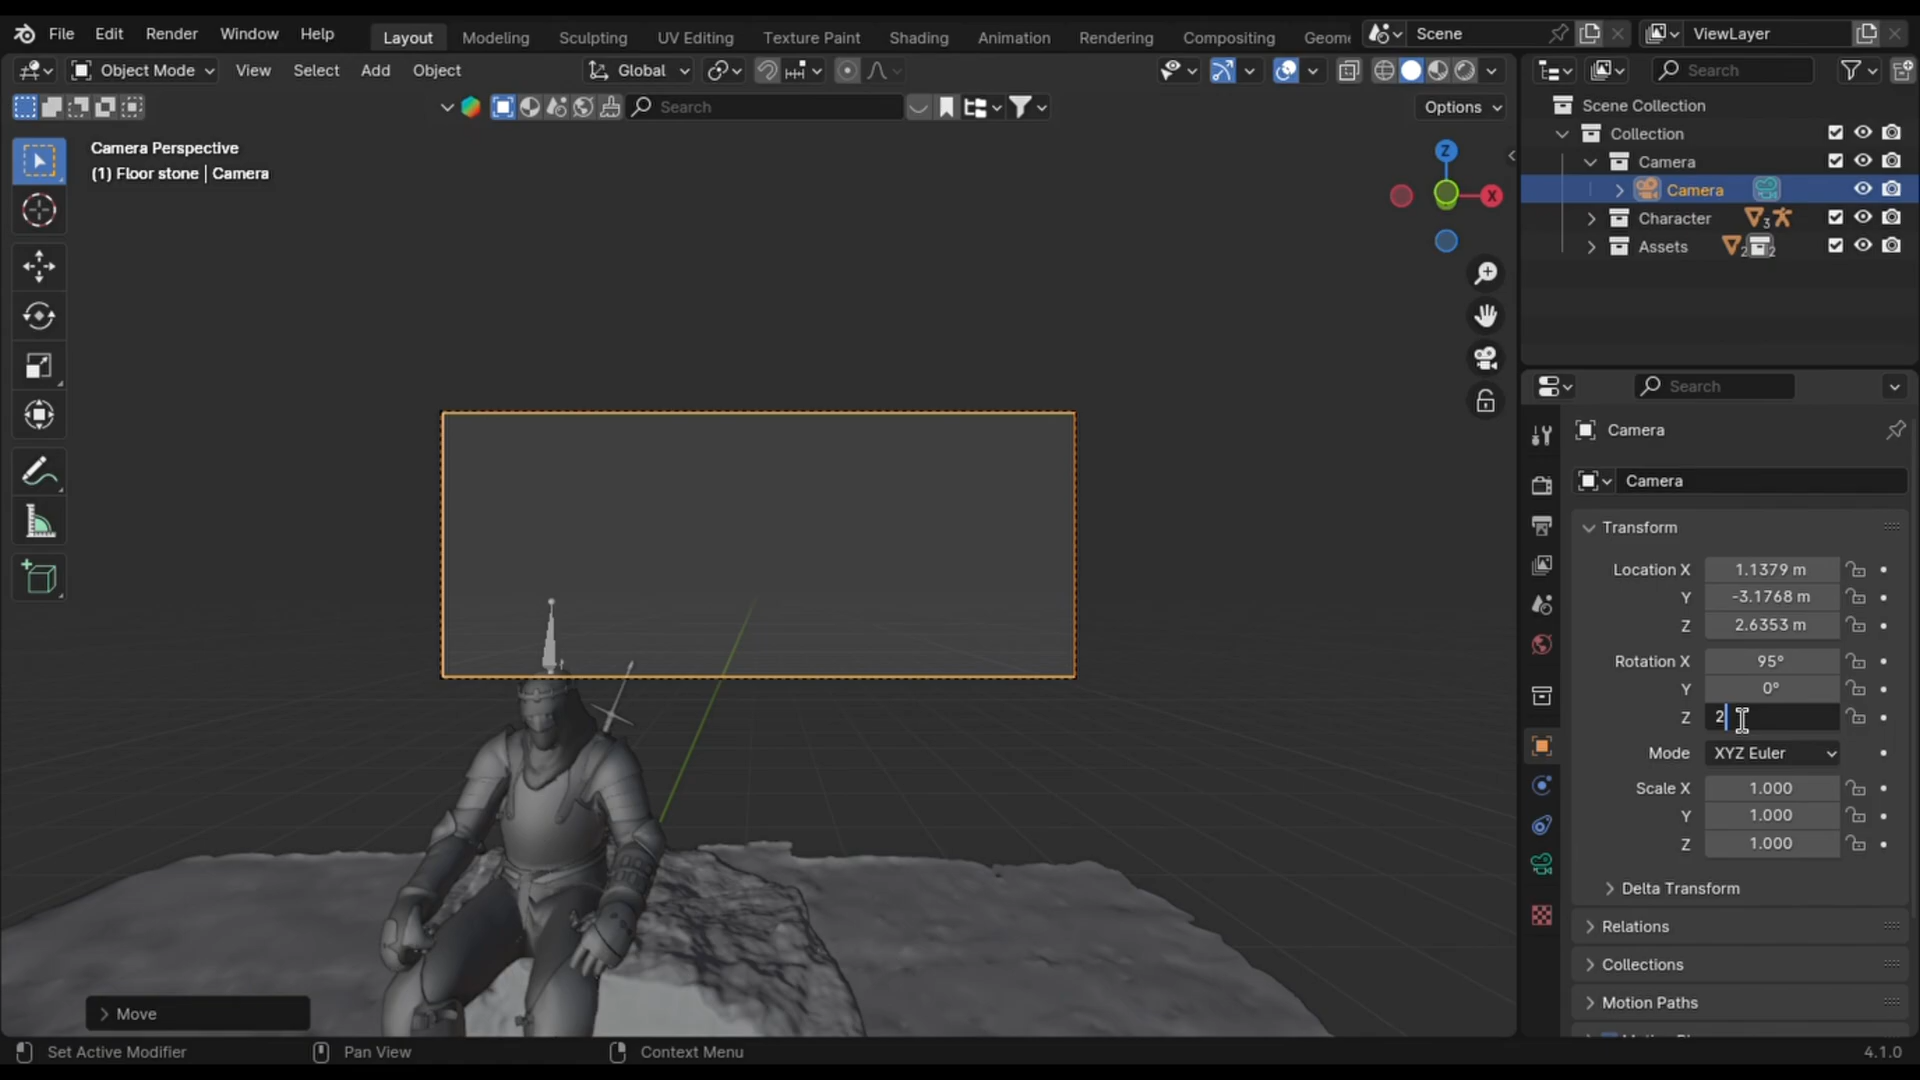 File Edit Render Window Help Layout Modeling Sculpting UV Editing Texture Paint Shading Animation Rendering Compositing Geome Scene ViewLayer
Object Mode View Select Add Object Global Search
Search Options
Camera Perspective
(1) Floor stone | Camera
Z
X
Scene Collection
Collection
Camera
Camera
Character 3
Assets 2 2
Search
Camera
Camera
Transform
Location X 1.1379 m
Y -3.1768 m
Z 2.6353 m
Rotation X 95°
Y 0°
Z 2
Mode XYZ Euler
Scale X 1.000
Y 1.000
Z 1.000
Delta Transform
Relations
Collections
Motion Paths
Move
Set Active Modifier Pan View Context Menu 4.1.0